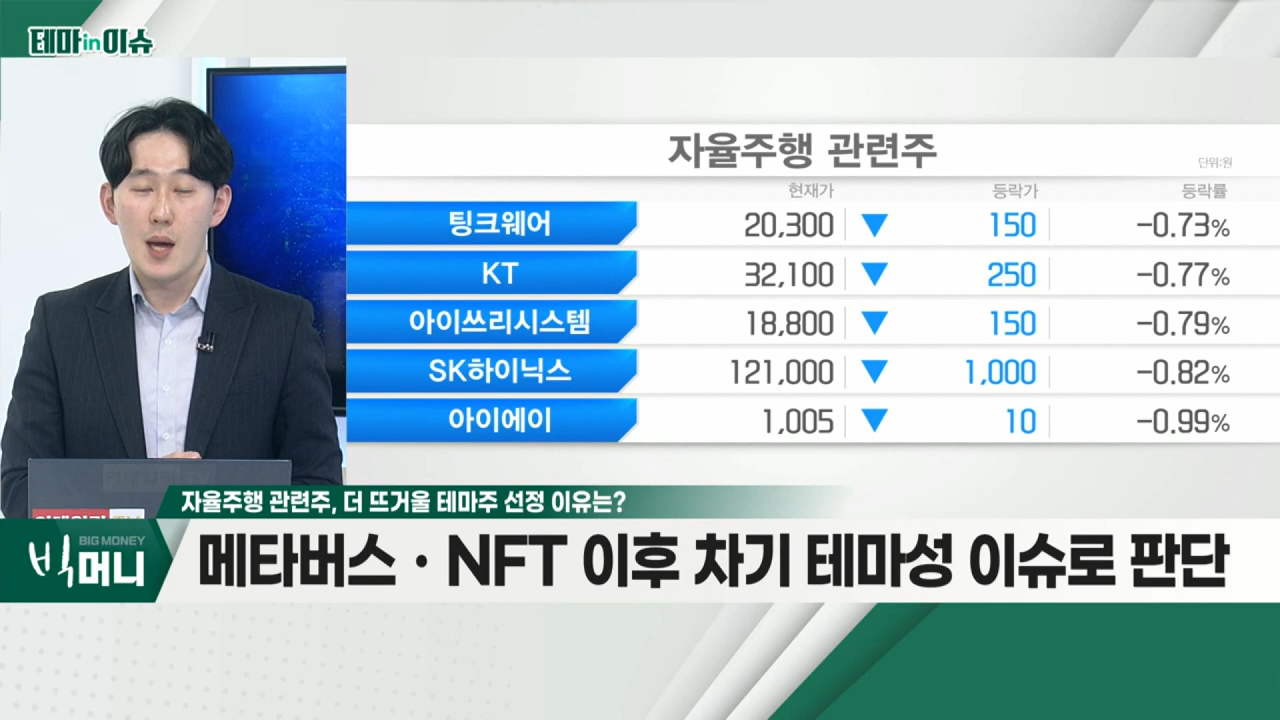 테마in이슈
자율주행 관련주
단위:원
현재가 등락가 등락률
팅크웨어 20,300 ▼ 150 -0.73%
KT 32,100 ▼ 250 -0.77%
아이쓰리시스템 18,800 ▼ 150 -0.79%
SK하이닉스 121,000 ▼ 1,000 -0.82%
아이에이 1,005 ▼ 10 -0.99%
자율주행 관련주, 더 뜨거울 테마주 선정 이유는?
BIG MONEY
빅머니
메타버스·NFT 이후 차기 테마성 이슈로 판단